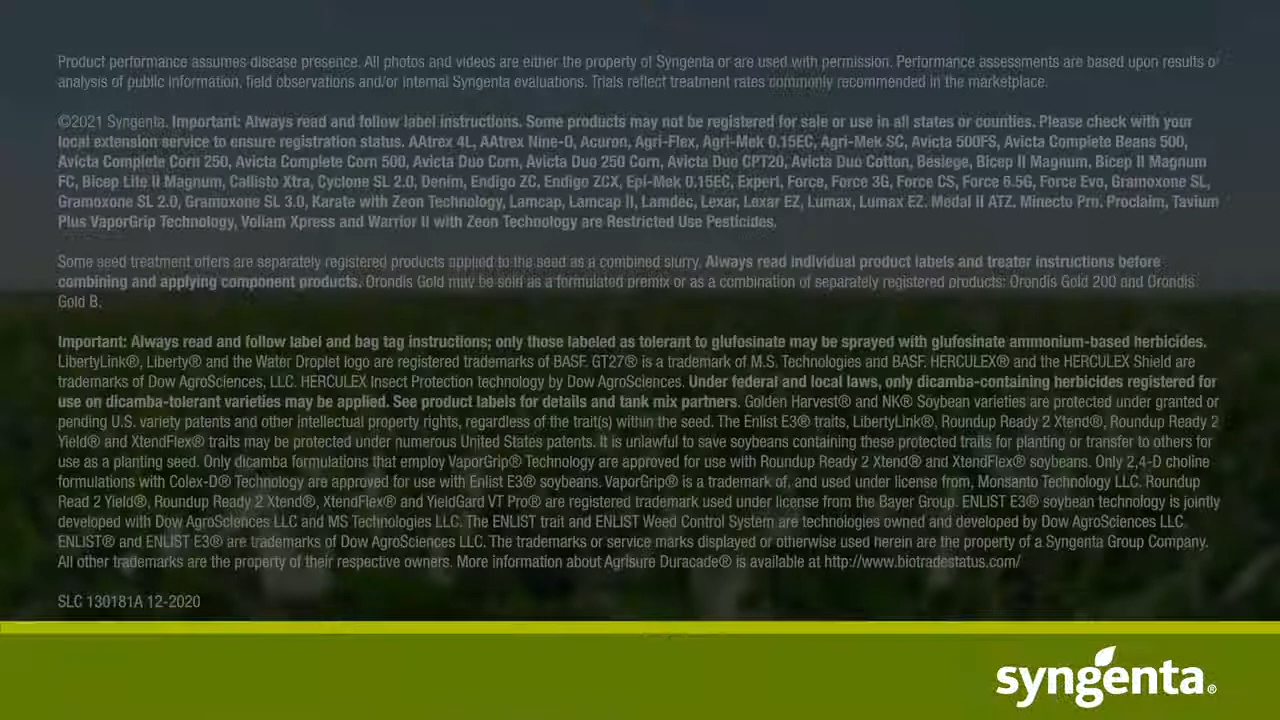 Product performance assumes disease presence. All photos and videos are either the property of Syngenta or are used with permission. Performance assessments are based upon results or
analysis of public information, field observations and/or internal Syngenta evaluations. Trials reflect treatment rates commonly recommended in the marketplace.
©2021 Syngenta. Important: Always read and follow label instructions. Some products may not be registered for sale or use in all states or counties. Please check with your
local extension service to ensure registration status. AAtrex 4L, AAtrex Nine-O, Acuron, Agri-Flex, Agri-Mek 0.15EC, Agri-Mek SC, Avicta 500FS, Avicta Complete Beans 500,
Avicta Complete Corn 250, Avicta Complete Corn 500, Avicta Duo Corn, Avicta Duo 250 Corn, Avicta Duo COT20, Avicta Duo Cotton, Besiege, Bicep II Magnum, Bicep II Magnum
FC, Bicep Lite II Magnum, Callisto Xtra, Cyclone SL 2.0, Denim, Endigo ZC, Endigo ZCX, Epi-Mek 0.15EC, Expert, Force, Force 3G, Force CS, Force 6.5G, Force Evo, Gramoxone SL,
Gramoxone SL 2.0, Gramoxone SL 3.0, Karate with Zeon Technology, Lamcap, Lamcap II, Lamdec, Lexar, Lexar EZ, Lumax, Lumax EZ, Medal II ATZ, Minecto Pro, Proclaim, Tavium
Plus VaporGrip Technology, Voliam Xpress and Warrior II with Zeon Technology are Restricted Use Pesticides.
Some seed treatment offers are separately registered products applied to the seed as a combined slurry. Always read individual product labels and treater instructions before
combining and applying component products. Orondis Gold may be sold as a formulated premix or as a combination of separately registered products: Orondis Gold 200 and Orondis
Gold B.
Important: Always read and follow label and bag tag instructions; only those labeled as tolerant to glufosinate may be sprayed with glufosinate ammonium-based herbicides.
LibertyLink®, Liberty® and the Water Droplet logo are registered trademarks of BASF. GT27® is a trademark of M.S. Technologies and BASF. HERCULEX® and the HERCULEX Shield are
trademarks of Dow AgroSciences, LLC. HERCULEX Insect Protection technology by Dow AgroSciences. Under federal and local laws, only dicamba-containing herbicides registered for
use on dicamba-tolerant varieties may be applied. See product labels for details and tank mix partners. Golden Harvest® and NK® Soybean varieties are protected under granted or
pending U.S. variety patents and other intellectual property rights, regardless of the trait(s) within the seed. The Enlist E3® traits, LibertyLink®, Roundup Ready 2 Xtend®, Roundup Ready 2
Yield® and XtendFlex® traits may be protected under numerous United States patents. It is unlawful to save soybeans containing these protected traits for planting or transfer to others for
use as a planting seed. Only dicamba formulations that employ VaporGrip® Technology are approved for use with Roundup Ready 2 Xtend® and XtendFlex® soybeans. Only 2,4-D choline
formulations with Colex-D® Technology are approved for use with Enlist E3® soybeans. VaporGrip® is a trademark of, and used under license from, Monsanto Technology LLC. Roundup
Read 2 Yield®, Roundup Ready 2 Xtend®, XtendFlex® and YieldGard VT Pro® are registered trademark used under license from the Bayer Group. ENLIST E3® soybean technology is jointly
developed with Dow AgroSciences LLC and MS Technologies LLC. The ENLIST trait and ENLIST Weed Control System are technologies owned and developed by Dow AgroSciences LLC.
ENLIST® and ENLIST E3® are trademarks of Dow AgroSciences LLC. The trademarks or service marks displayed or otherwise used herein are the property of a Syngenta Group Company.
All other trademarks are the property of their respective owners. More information about Agrisure Duracade® is available at http://www.biotradestatus.com/
SLC 130181A 12-2020
syngenta®